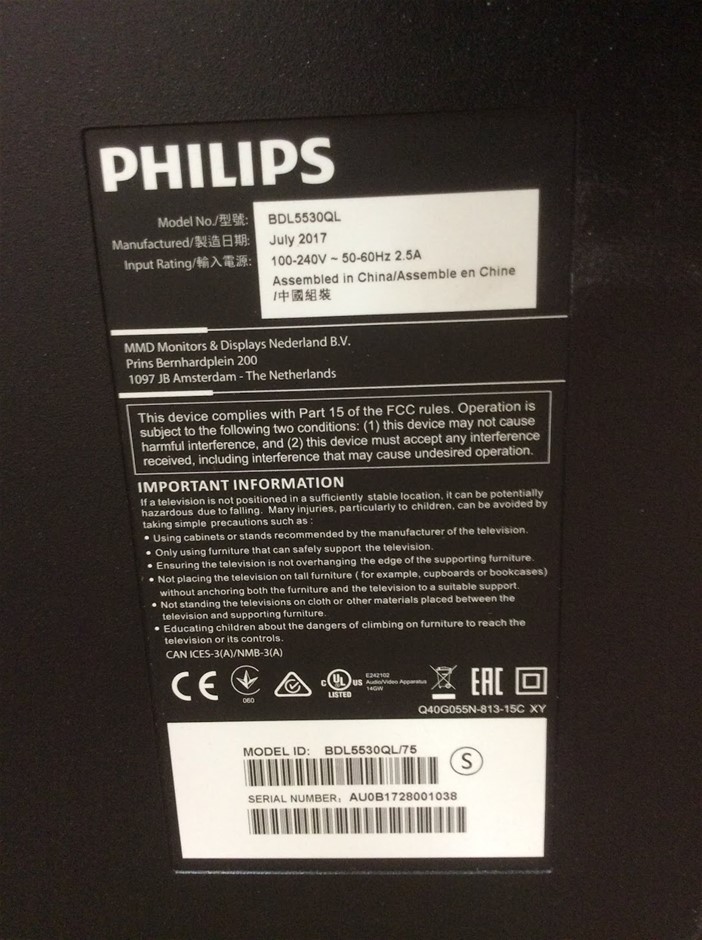 PHILIPS
Model No./型號: BDL5530QL
Manufactured/製造日期: July 2017
Input Rating/輸入電源: 100-240V ~ 50-60Hz 2.5A
Assembled in China/Assemble en Chine
/中國組裝
MMD Monitors & Displays Nederland B.V.
Prins Bernhardplein 200
1097 JB Amsterdam - The Netherlands
This device complies with Part 15 of the FCC rules. Operation is
subject to the following two conditions: (1) this device may not cause
harmful interference, and (2) this device must accept any interference
received, including interference that may cause undesired operation.
IMPORTANT INFORMATION
If a television is not positioned in a sufficiently stable location, it can be potentially
hazardous due to falling. Many injuries, particularly to children, can be avoided by
taking simple precautions such as :
• Using cabinets or stands recommended by the manufacturer of the television.
• Only using furniture that can safely support the television.
• Ensuring the television is not overhanging the edge of the supporting furniture.
• Not placing the television on tall furniture ( for example, cupboards or bookcases)
without anchoring both the furniture and the television to a suitable support.
• Not standing the televisions on cloth or other materials placed between the
television and supporting furniture.
• Educating children about the dangers of climbing on furniture to reach the
television or its controls.
CAN ICES-3(A)/NMB-3(A)
CE
060
c UL US
LISTED
E242102
Audio/Video Apparatus
14GW
EAC
Q40G055N-813-15C XY
MODEL ID: BDL5530QL/75
S
SERIAL NUMBER: AU0B1728001038